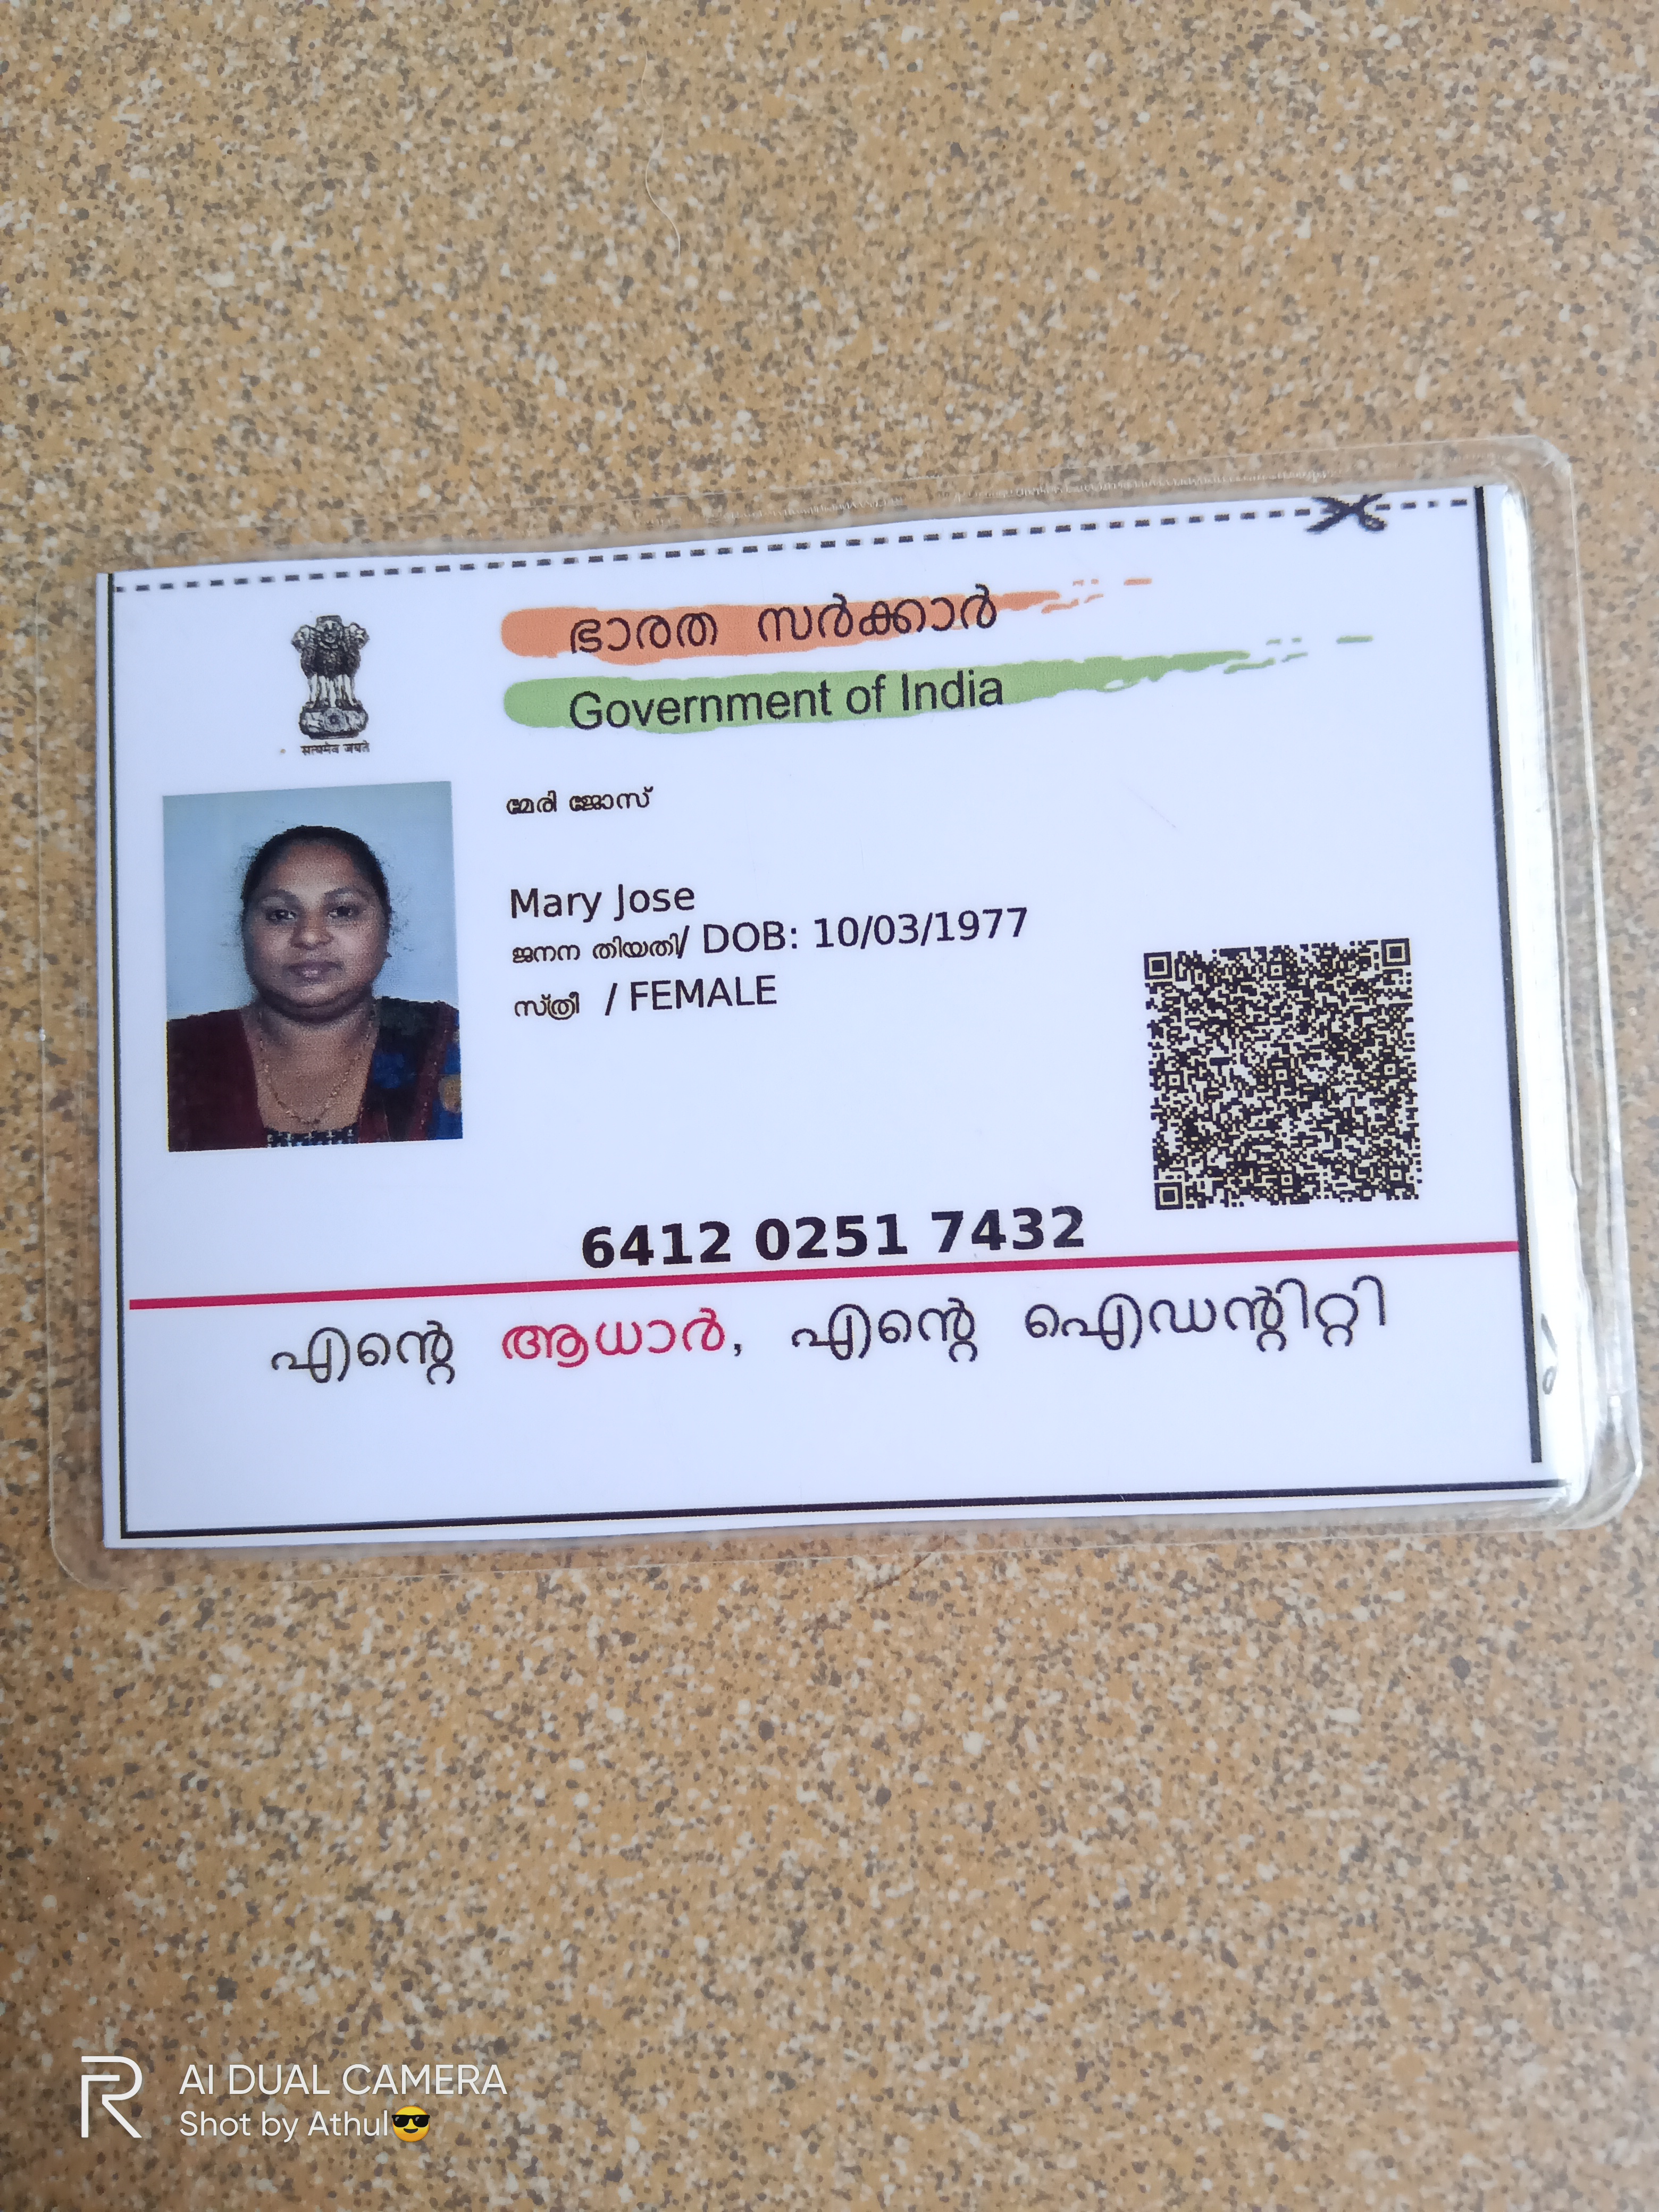 ഭാരത സർക്കാർ
Government of India
सत्यमेव जयते
മേരി ജോസ്
Mary Jose
ജനന തിയതി/ DOB: 10/03/1977
സ്ത്രീ / FEMALE
6412 0251 7432
എന്റെ ആധാർ, എന്റെ ഐഡന്റിറ്റി
AI DUAL CAMERA
Shot by Athul😎